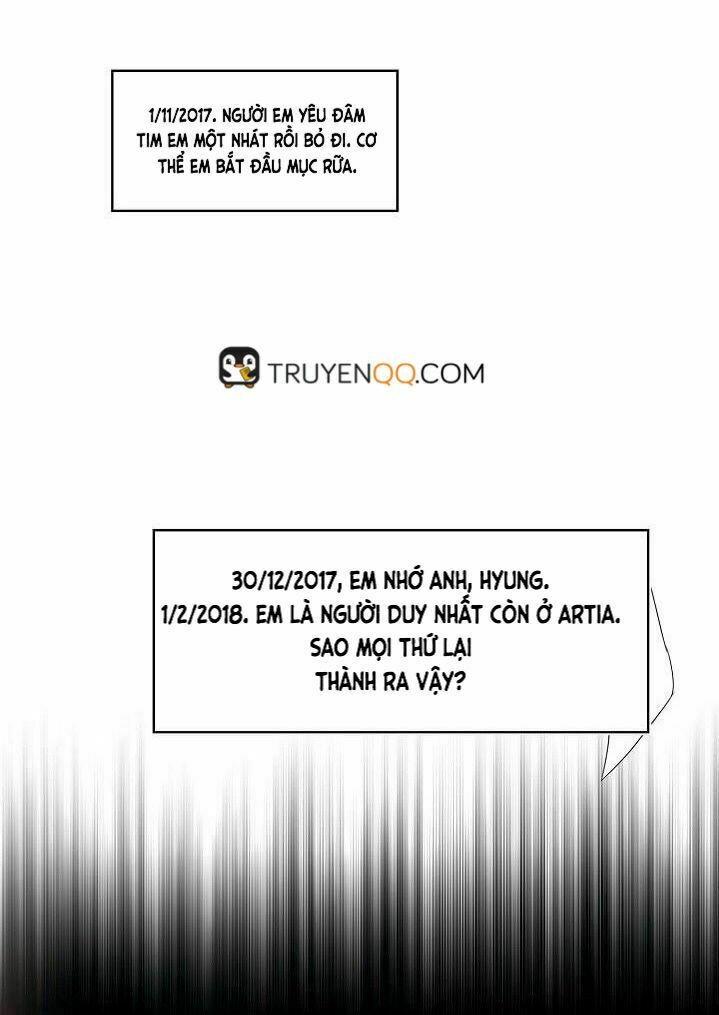 1/11/2017. NGƯỜI EM YÊU ĐÂM
TIM EM MỘT NHÁT RỒI BỎ ĐI. CƠ
THỂ EM BẮT ĐẦU MỤC RỮA.
TRUYENQQ.COM
30/12/2017, EM NHỚ ANH, HYUNG.
1/2/2018. EM LÀ NGƯỜI DUY NHẤT CÒN Ở ARTIA.
SAO MỌI THỨ LẠI
THÀNH RA VẬY?